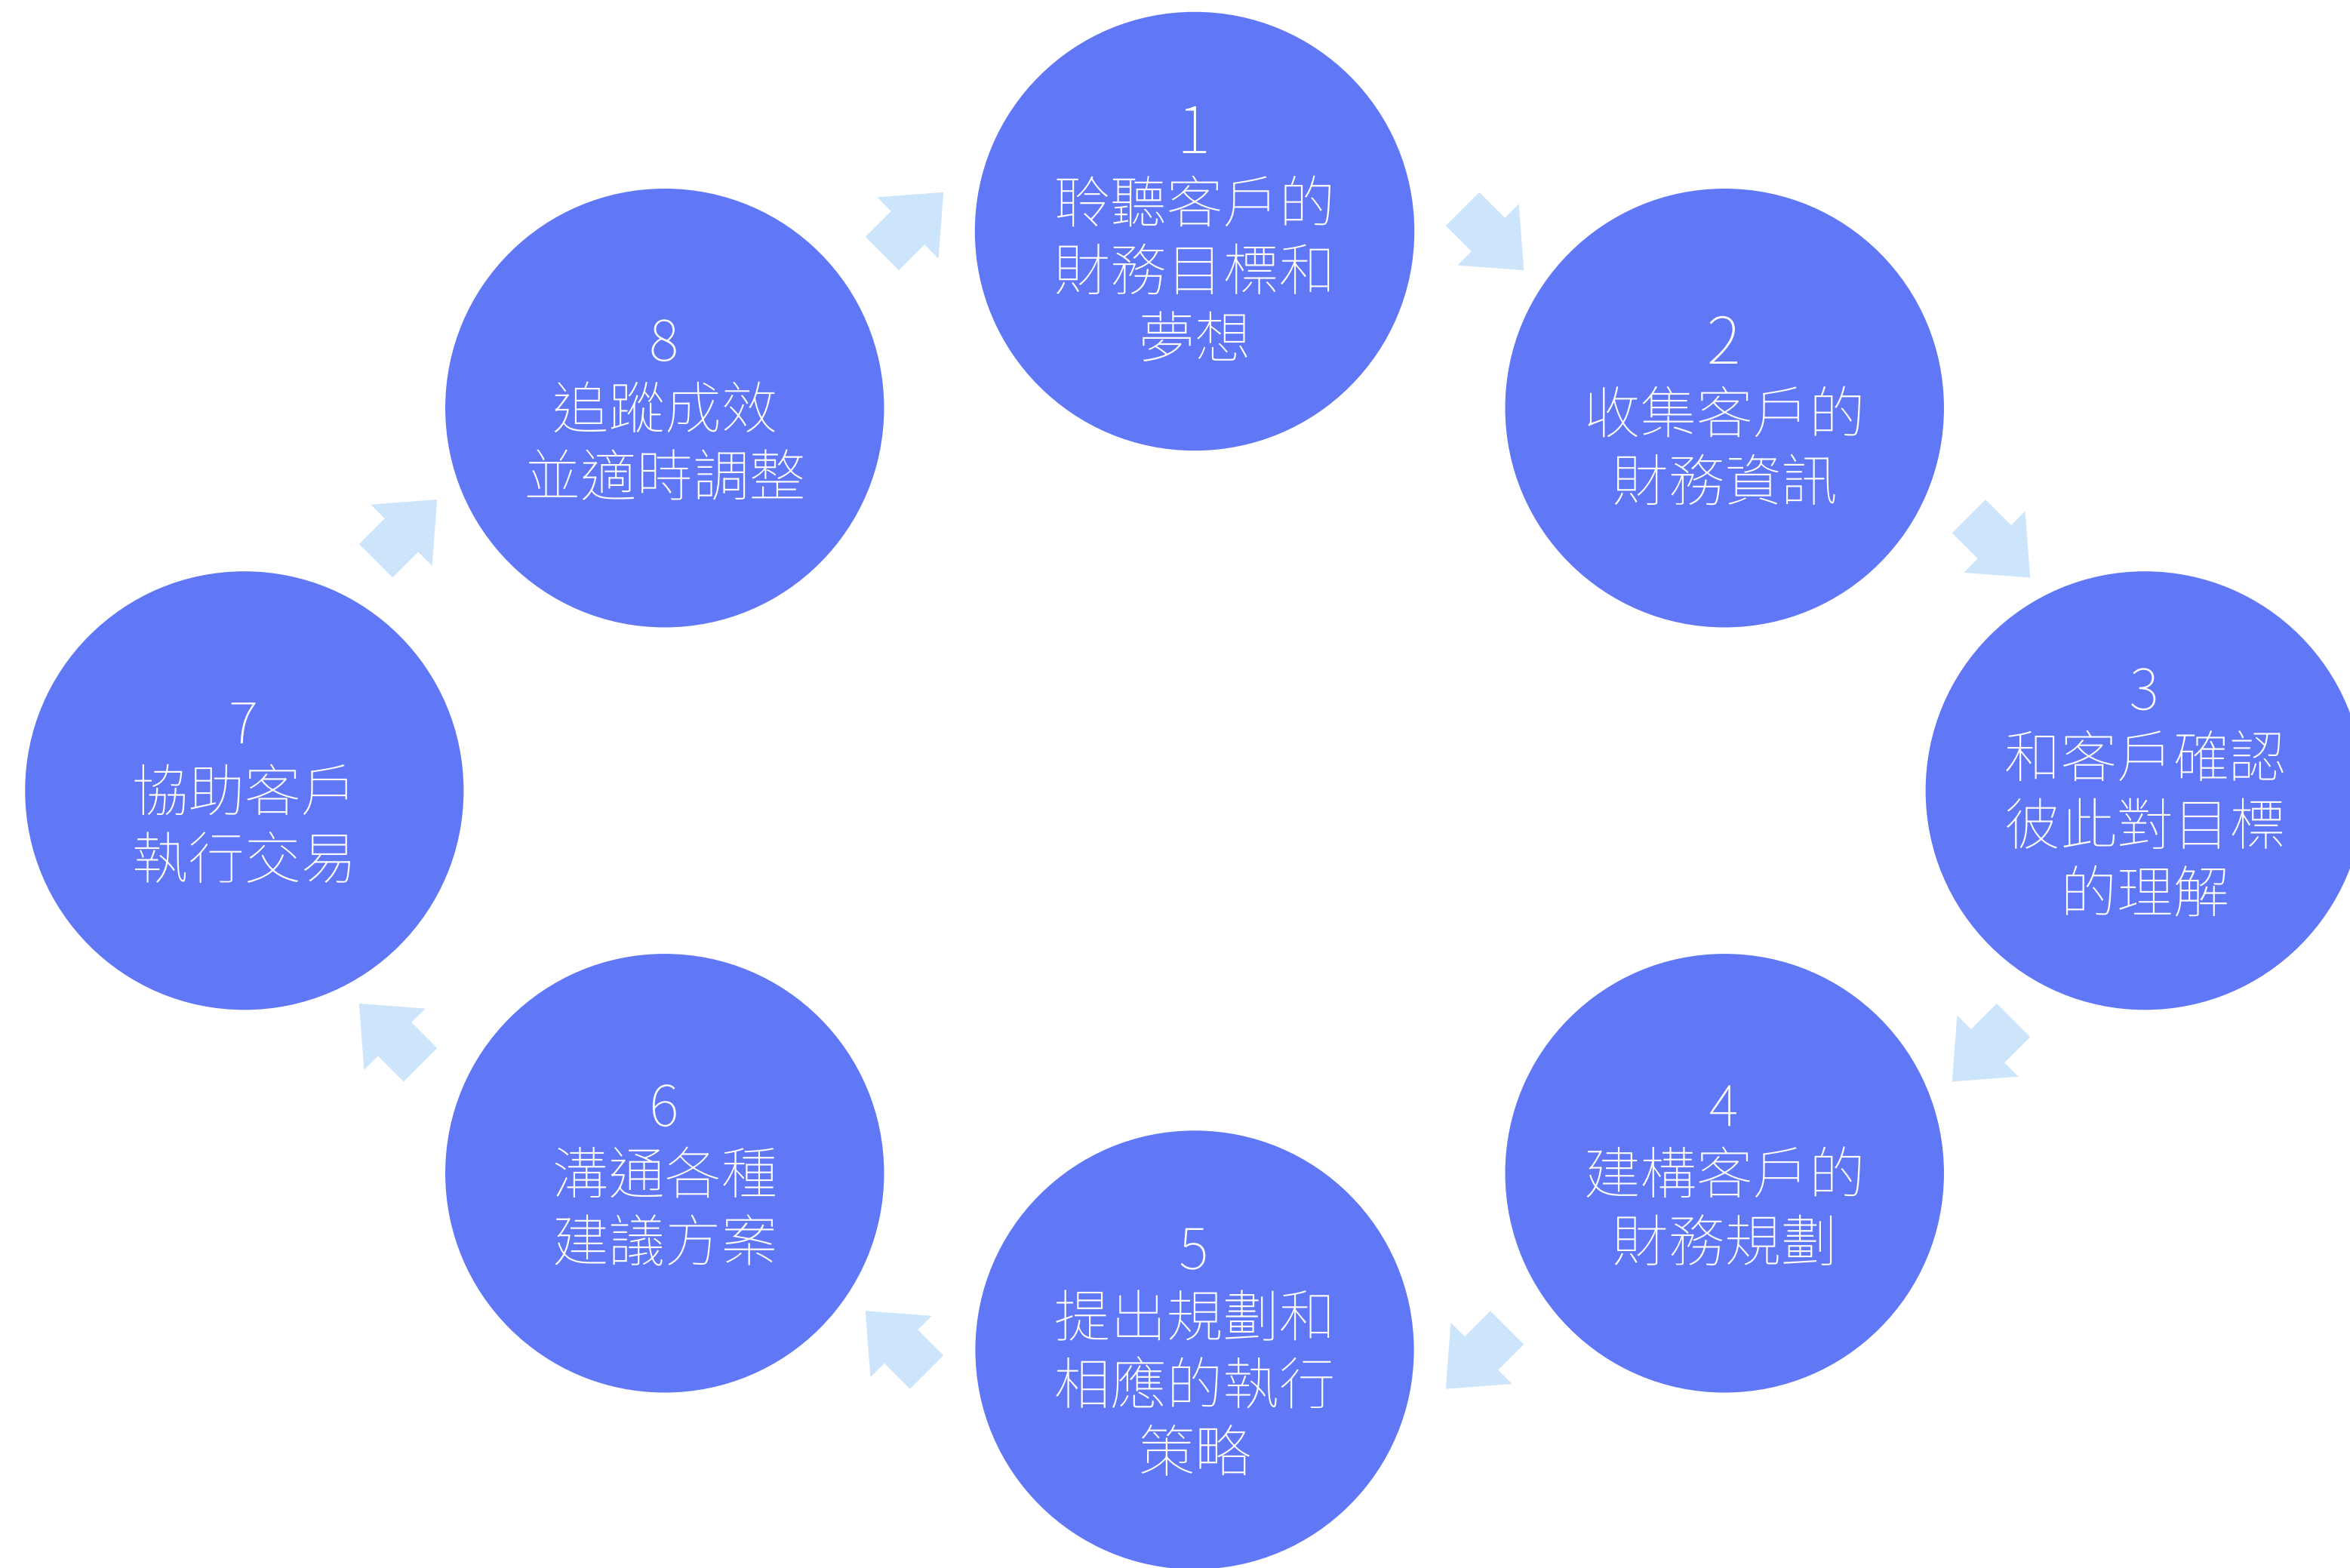 1
聆聽客戶的
財務目標和
夢想
2
收集客戶的
財務資訊
3
和客戶確認
彼此對目標
的理解
4
建構客戶的
財務規劃
5
提出規劃和
相應的執行
策略
6
溝通各種
建議方案
7
協助客戶
執行交易
8
追蹤成效
並適時調整